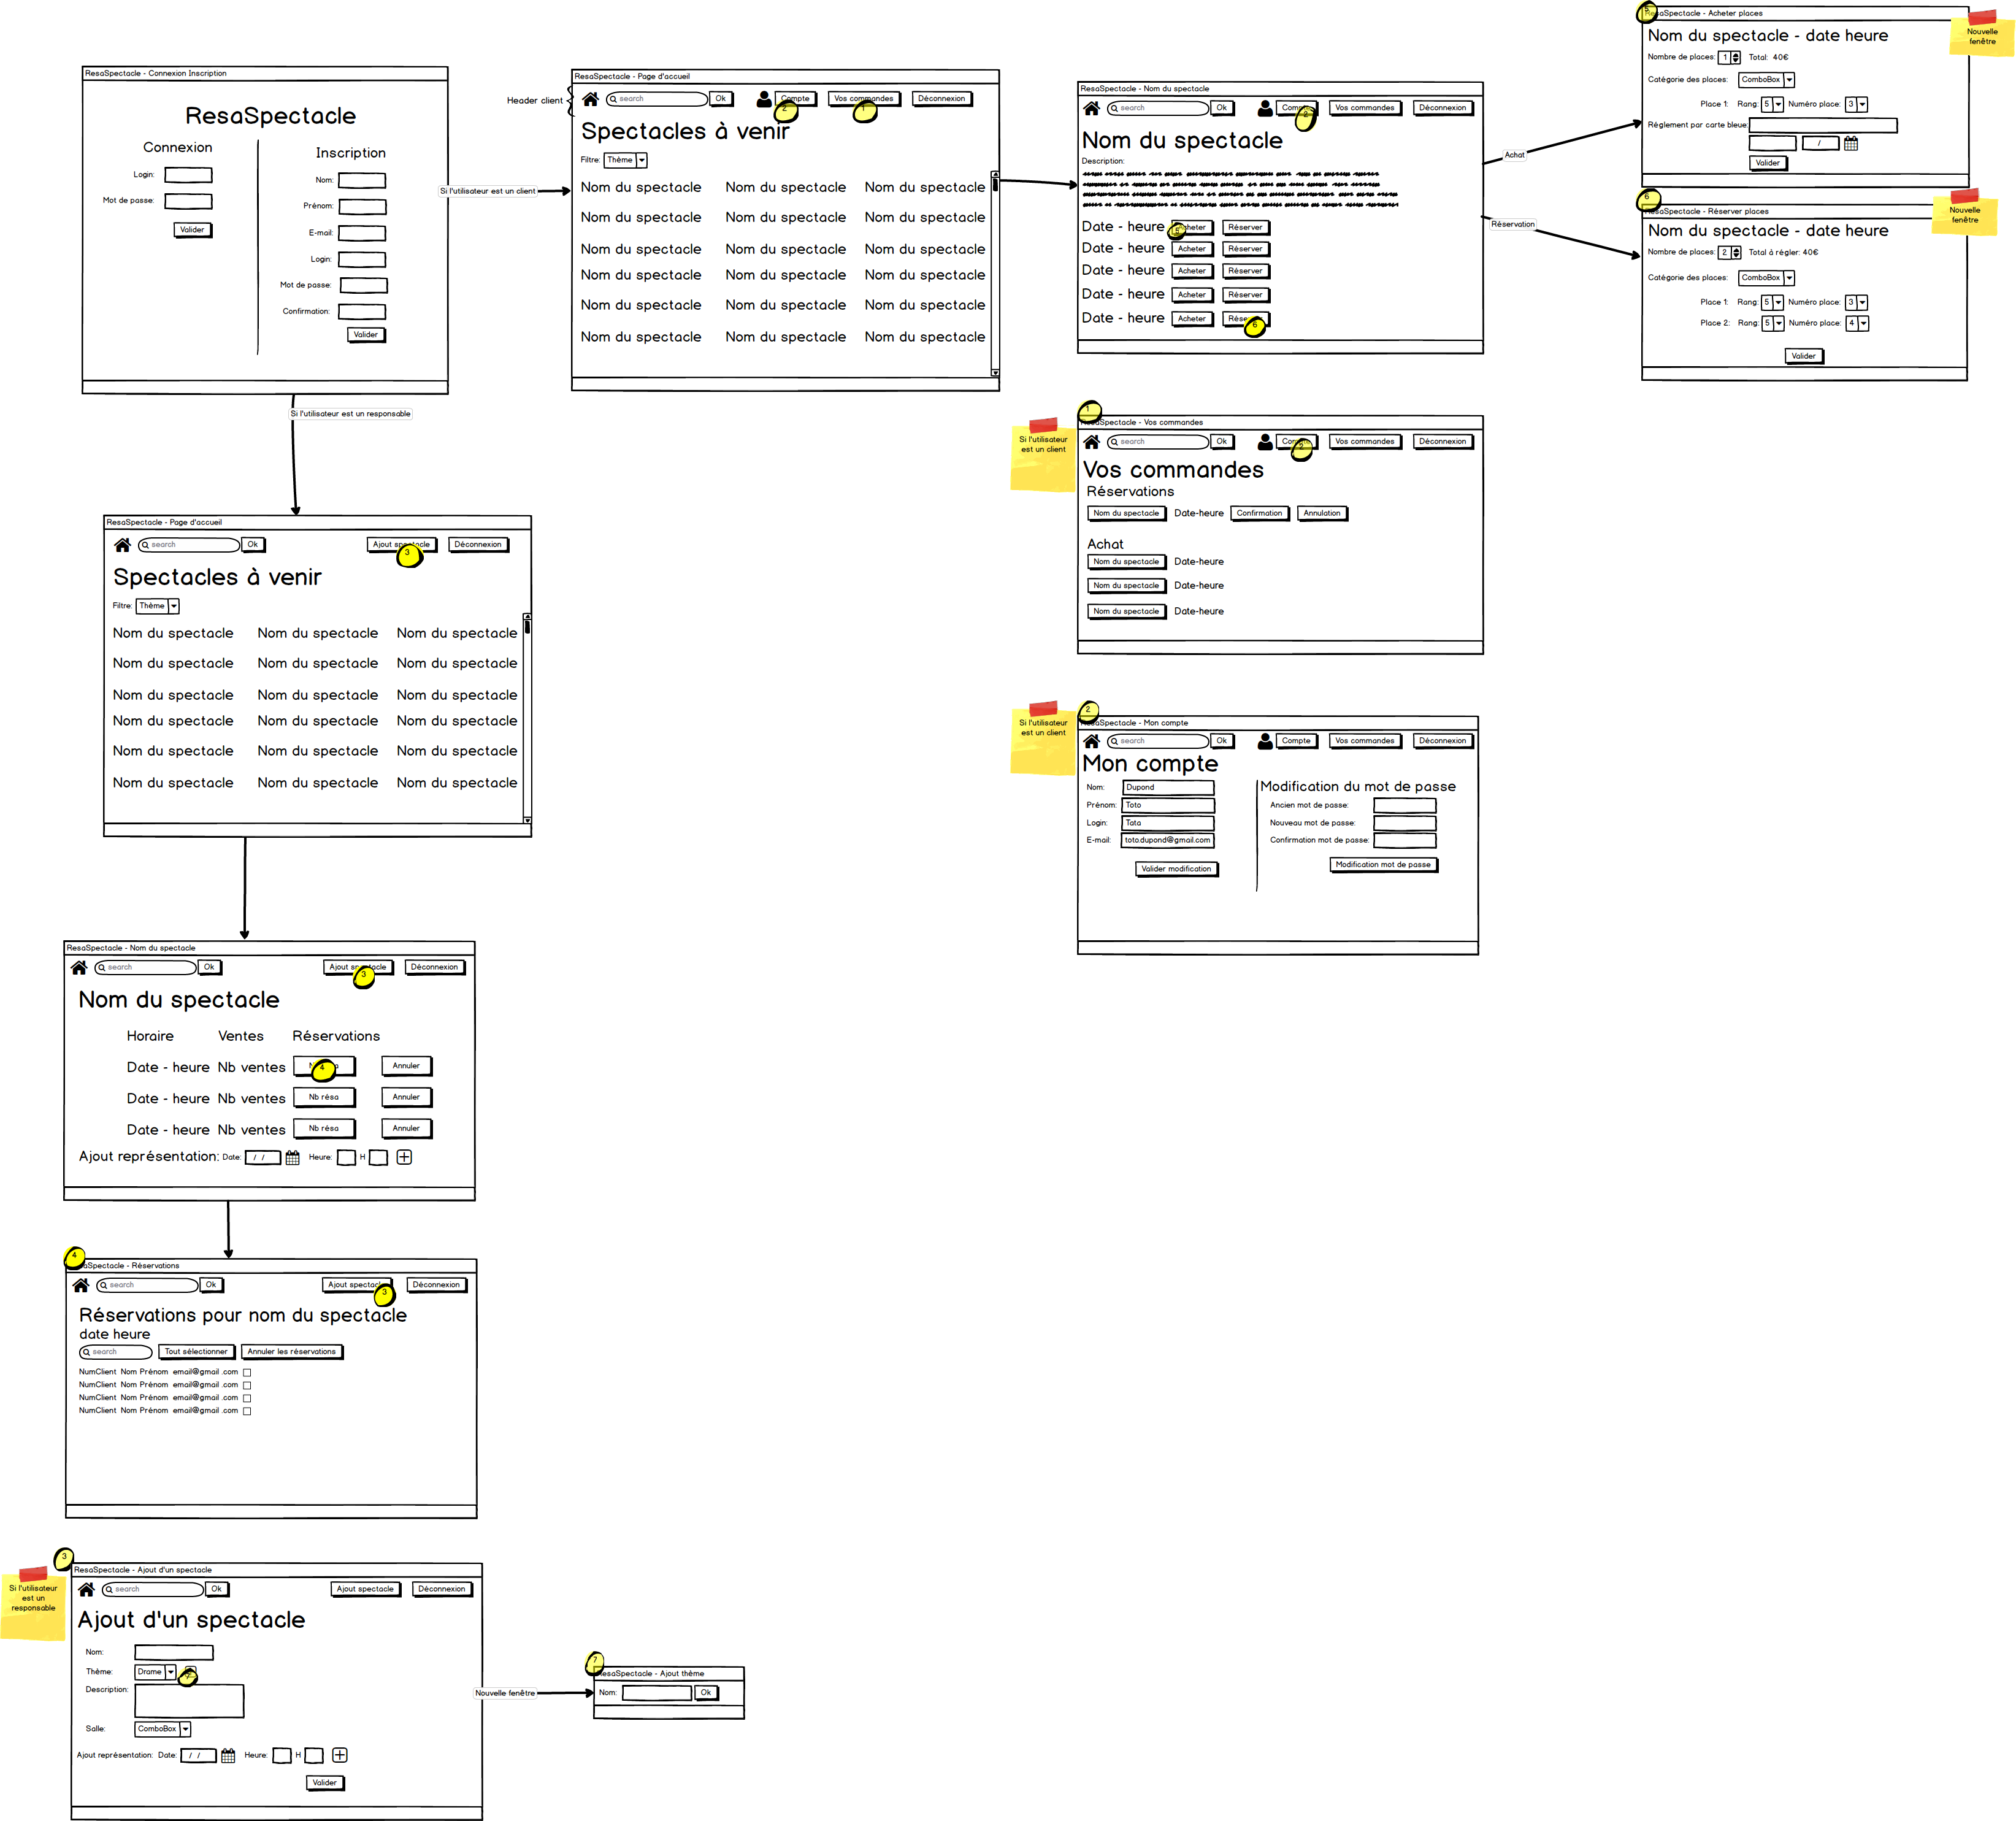 ResaSpectacle - Connexion Inscription
ResaSpectacle
Connexion
Login:
Mot de passe:
Valider
Inscription
Nom:
Prénom:
E-mail:
Login:
Mot de passe:
Confirmation:
Valider
Si l'utilisateur est un client
Si l'utilisateur est un responsable
Header client
ResaSpectacle - Page d'accueil
search Ok Compte Vos commandes Déconnexion
2 1
Spectacles à venir
Filtre: Thème
Nom du spectacle Nom du spectacle Nom du spectacle
Nom du spectacle Nom du spectacle Nom du spectacle
Nom du spectacle Nom du spectacle Nom du spectacle
Nom du spectacle Nom du spectacle Nom du spectacle
Nom du spectacle Nom du spectacle Nom du spectacle
Nom du spectacle Nom du spectacle Nom du spectacle
ResaSpectacle - Nom du spectacle
search Ok Compte Vos commandes Déconnexion
2
Nom du spectacle
Description:
Date - heure Acheter Réserver
5
Date - heure Acheter Réserver
Date - heure Acheter Réserver
Date - heure Acheter Réserver
Date - heure Acheter Réserver
6
Achat
Réservation
5
ResaSpectacle - Acheter places
Nouvelle
fenêtre
Nom du spectacle - date heure
Nombre de places: 1 Total: 40€
Catégorie des places: ComboBox
Place 1: Rang: 5 Numéro place: 3
Règlement par carte bleue:
/
Valider
6
ResaSpectacle - Réserver places
Nouvelle
fenêtre
Nom du spectacle - date heure
Nombre de places: 2 Total à régler: 40€
Catégorie des places: ComboBox
Place 1: Rang: 5 Numéro place: 3
Place 2: Rang: 5 Numéro place: 4
Valider
Si l'utilisateur
est un client
1
ResaSpectacle - Vos commandes
search Ok Compte Vos commandes Déconnexion
2
Vos commandes
Réservations
Nom du spectacle Date-heure Confirmation Annulation
Achat
Nom du spectacle Date-heure
Nom du spectacle Date-heure
Nom du spectacle Date-heure
Si l'utilisateur
est un client
2
ResaSpectacle - Mon compte
search Ok Compte Vos commandes Déconnexion
Mon compte
Nom: Dupond
Prénom: Toto
Login: Tata
E-mail: toto.dupond@gmail.com
Valider modification
Modification du mot de passe
Ancien mot de passe:
Nouveau mot de passe:
Confirmation mot de passe:
Modification mot de passe
ResaSpectacle - Page d'accueil
search Ok Ajout spectacle Déconnexion
3
Spectacles à venir
Filtre: Thème
Nom du spectacle Nom du spectacle Nom du spectacle
Nom du spectacle Nom du spectacle Nom du spectacle
Nom du spectacle Nom du spectacle Nom du spectacle
Nom du spectacle Nom du spectacle Nom du spectacle
Nom du spectacle Nom du spectacle Nom du spectacle
Nom du spectacle Nom du spectacle Nom du spectacle
ResaSpectacle - Nom du spectacle
search Ok Ajout spectacle Déconnexion
3
Nom du spectacle
Horaire Ventes Réservations
Date - heure Nb ventes Nb résa Annuler
4
Date - heure Nb ventes Nb résa Annuler
Date - heure Nb ventes Nb résa Annuler
Ajout représentation: Date: / / Heure: H
4
ResaSpectacle - Réservations
search Ok Ajout spectacle Déconnexion
3
Réservations pour nom du spectacle
date heure
search Tout sélectionner Annuler les réservations
NumClient Nom Prénom email@gmail .com
NumClient Nom Prénom email@gmail .com
NumClient Nom Prénom email@gmail .com
NumClient Nom Prénom email@gmail .com
Si l'utilisateur
est un
responsable
3
ResaSpectacle - Ajout d'un spectacle
search Ok Ajout spectacle Déconnexion
Ajout d'un spectacle
Nom:
Thème: Drame
7
Description:
Salle: ComboBox
Ajout représentation: Date: / / Heure: H
Valider
Nouvelle fenêtre
7
ResaSpectacle - Ajout thème
Nom: Ok